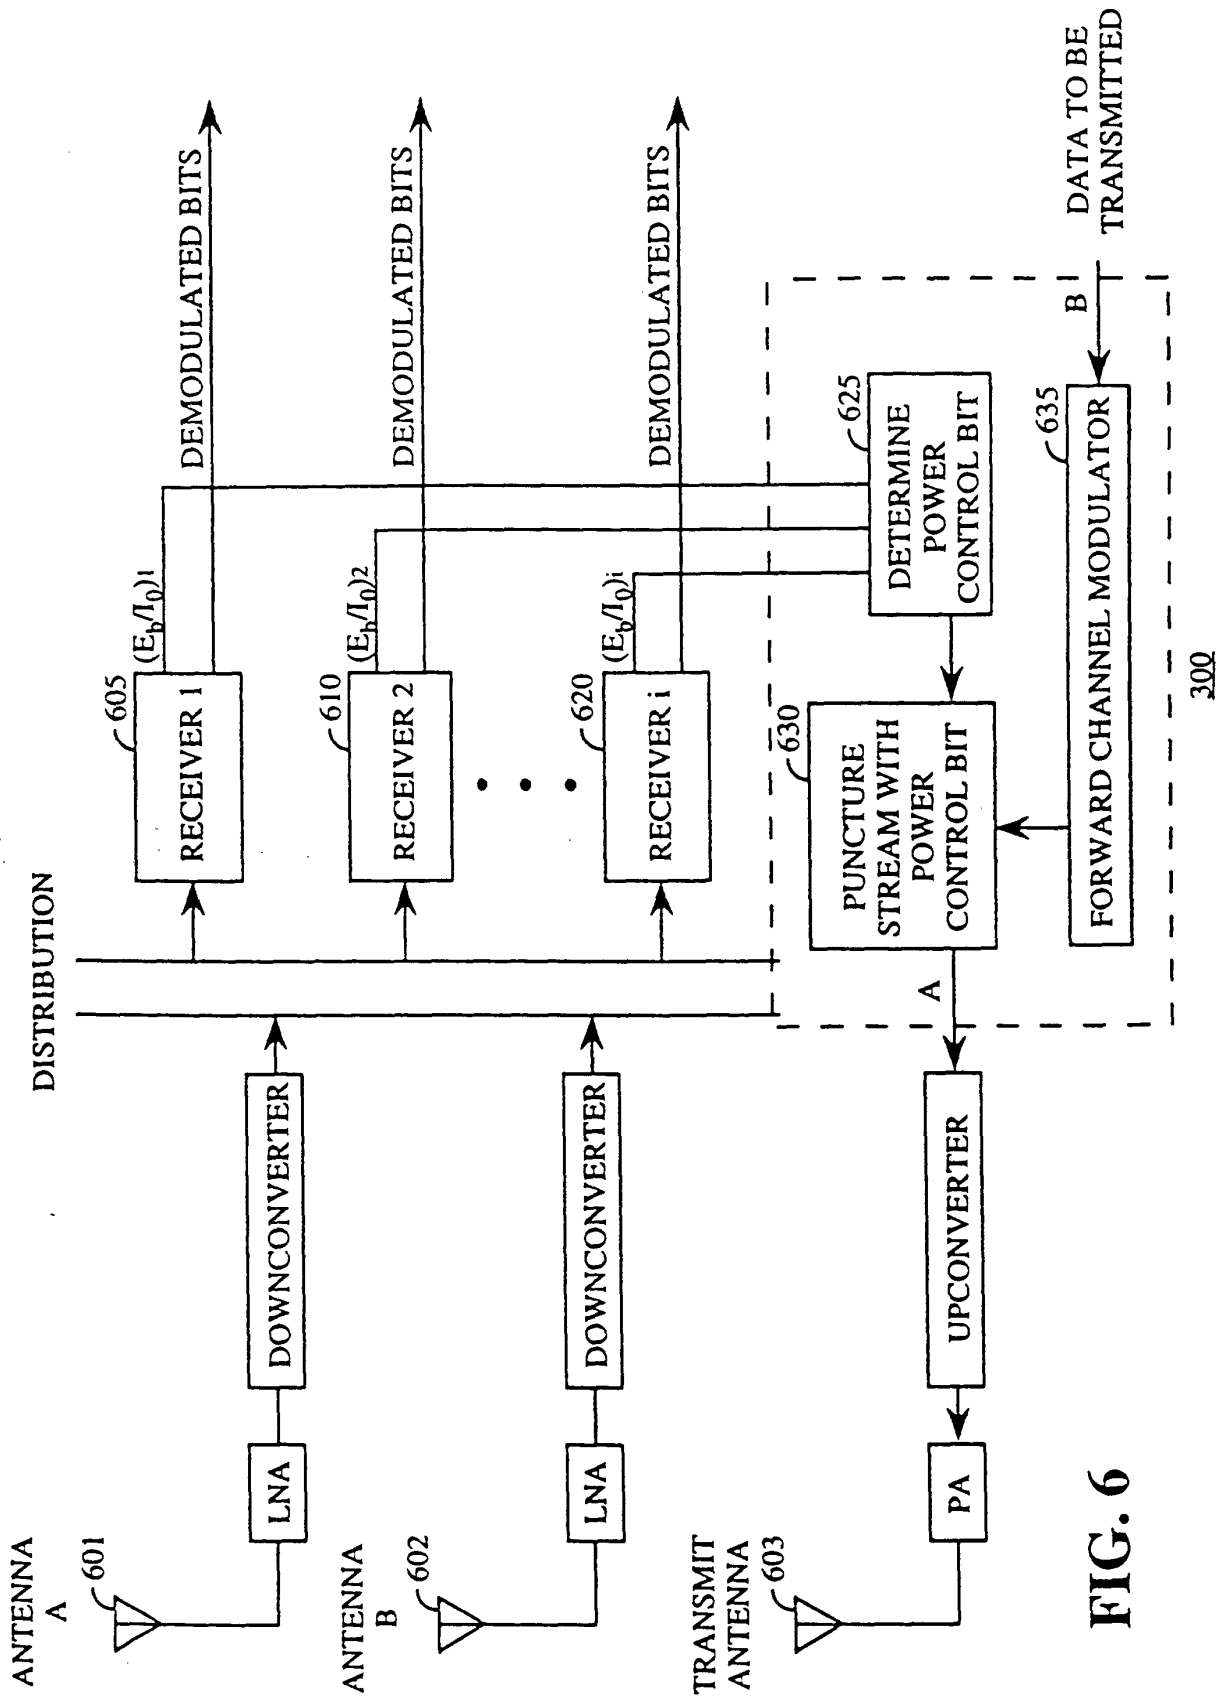 ANTENNA
A
601
LNA
DOWNCONVERTER
DISTRIBUTION
605
RECEIVER 1
(Eb/I0)1
DEMODULATED BITS
ANTENNA
B
602
LNA
DOWNCONVERTER
610
RECEIVER 2
(Eb/I0)2
DEMODULATED BITS
620
RECEIVER i
(Eb/I0)i
DEMODULATED BITS
TRANSMIT
ANTENNA
603
PA
UPCONVERTER
A
630
PUNCTURE
STREAM WITH
POWER
CONTROL BIT
625
DETERMINE
POWER
CONTROL BIT
635
FORWARD CHANNEL MODULATOR
B
DATA TO BE
TRANSMITTED
300
FIG. 6